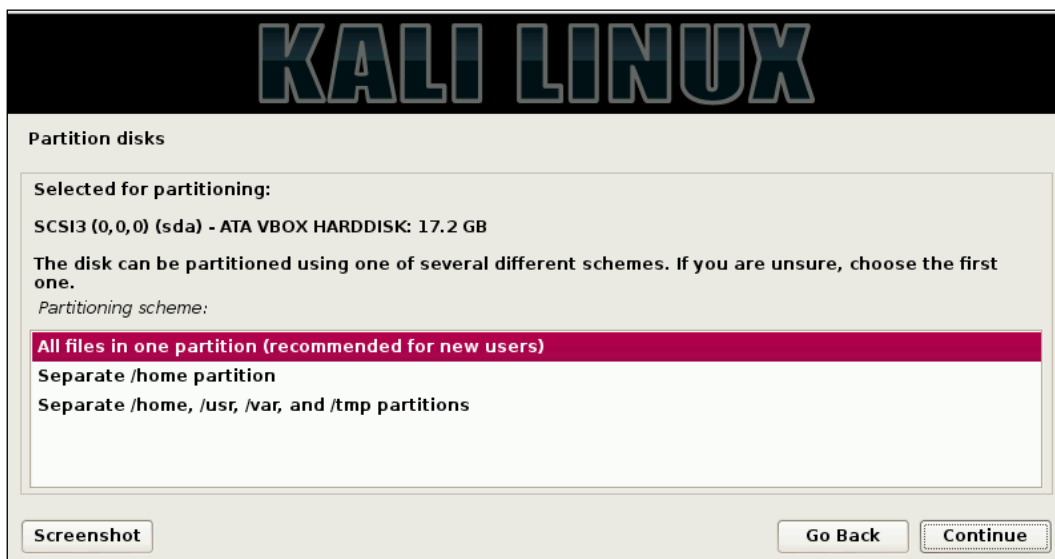 KALI LINUX
Partition disks
Selected for partitioning:
SCSI3 (0,0,0) (sda) - ATA VBOX HARDDISK: 17.2 GB
The disk can be partitioned using one of several different schemes. If you are unsure, choose the first
one.
Partitioning scheme:
All files in one partition (recommended for new users)
Separate /home partition
Separate /home, /usr, /var, and /tmp partitions
Screenshot
Go Back
Continue